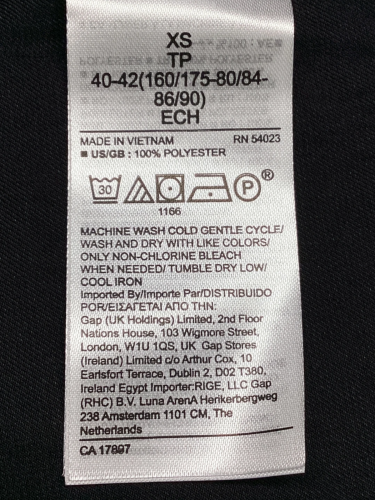 XS
TP
40-42(160/175-80/84-
86/90)
ECH
MADE IN VIETNAM RN 54023
■ US/GB : 100% POLYESTER
30 P ®
1166
MACHINE WASH COLD GENTLE CYCLE/
WASH AND DRY WITH LIKE COLORS/
ONLY NON-CHLORINE BLEACH
WHEN NEEDED/ TUMBLE DRY LOW/
COOL IRON
Imported By/Importe Par/DISTRIBUIDO
POR/ΕΙΣΑΓΕΤΑΙ ΑΠΟ ΤΗΝ:
Gap (UK Holdings) Limited, 2nd Floor
Nations House, 103 Wigmore Street,
London, W1U 1QS, UK Gap Stores
(Ireland) Limited c/o Arthur Cox, 10
Earlsfort Terrace, Dublin 2, D02 T380,
Ireland Egypt Importer:RIGE, LLC Gap
(RHC) B.V. Luna ArenA Herikerbergweg
238 Amsterdam 1101 CM, The
Netherlands
CA 17897